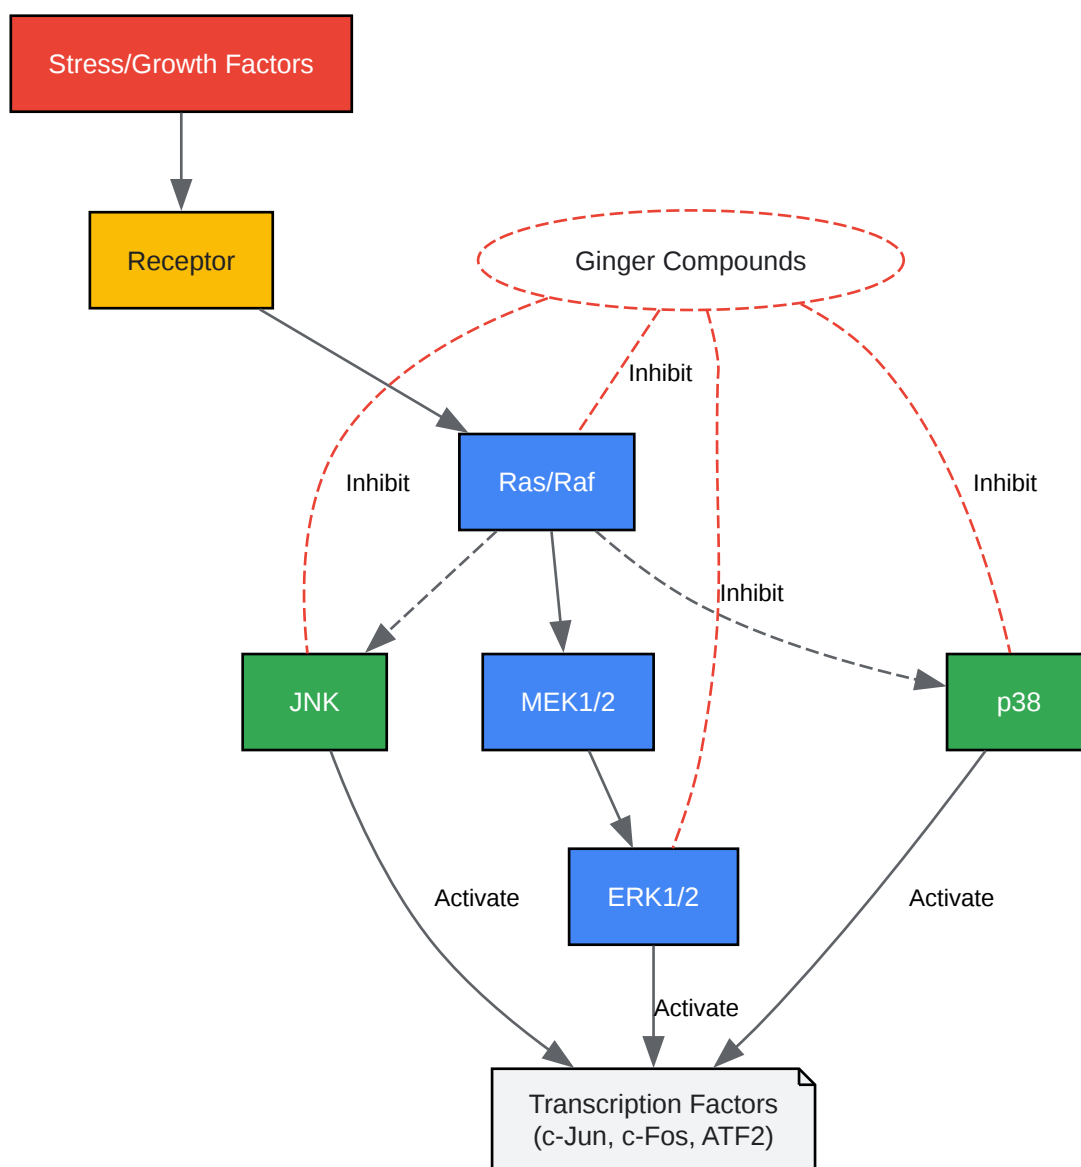 Stress/Growth Factors
Receptor
Ginger Compounds
Inhibit
Inhibit
Ras/Raf
Inhibit
Inhibit
JNK
MEK1/2
p38
ERK1/2
Activate
Activate
Activate
Transcription Factors
(c-Jun, c-Fos, ATF2)